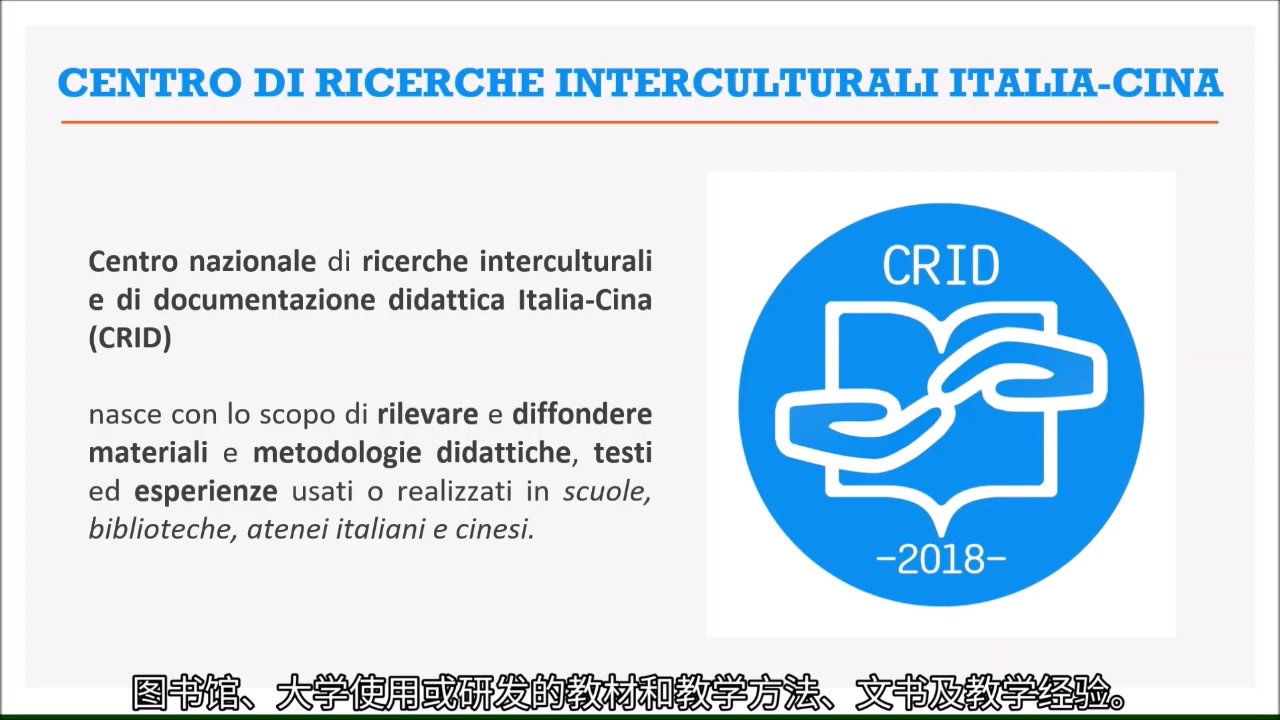 CENTRO DI RICERCHE INTERCULTURALI ITALIA-CINA
Centro nazionale di ricerche interculturali
e di documentazione didattica Italia-Cina
(CRID)
nasce con lo scopo di rilevare e diffondere
materiali e metodologie didattiche, testi
ed esperienze usati o realizzati in scuole,
biblioteche, atenei italiani e cinesi.
CRID
-2018-
图书馆、大学使用或研发的教材和教学方法、文书及教学经验。